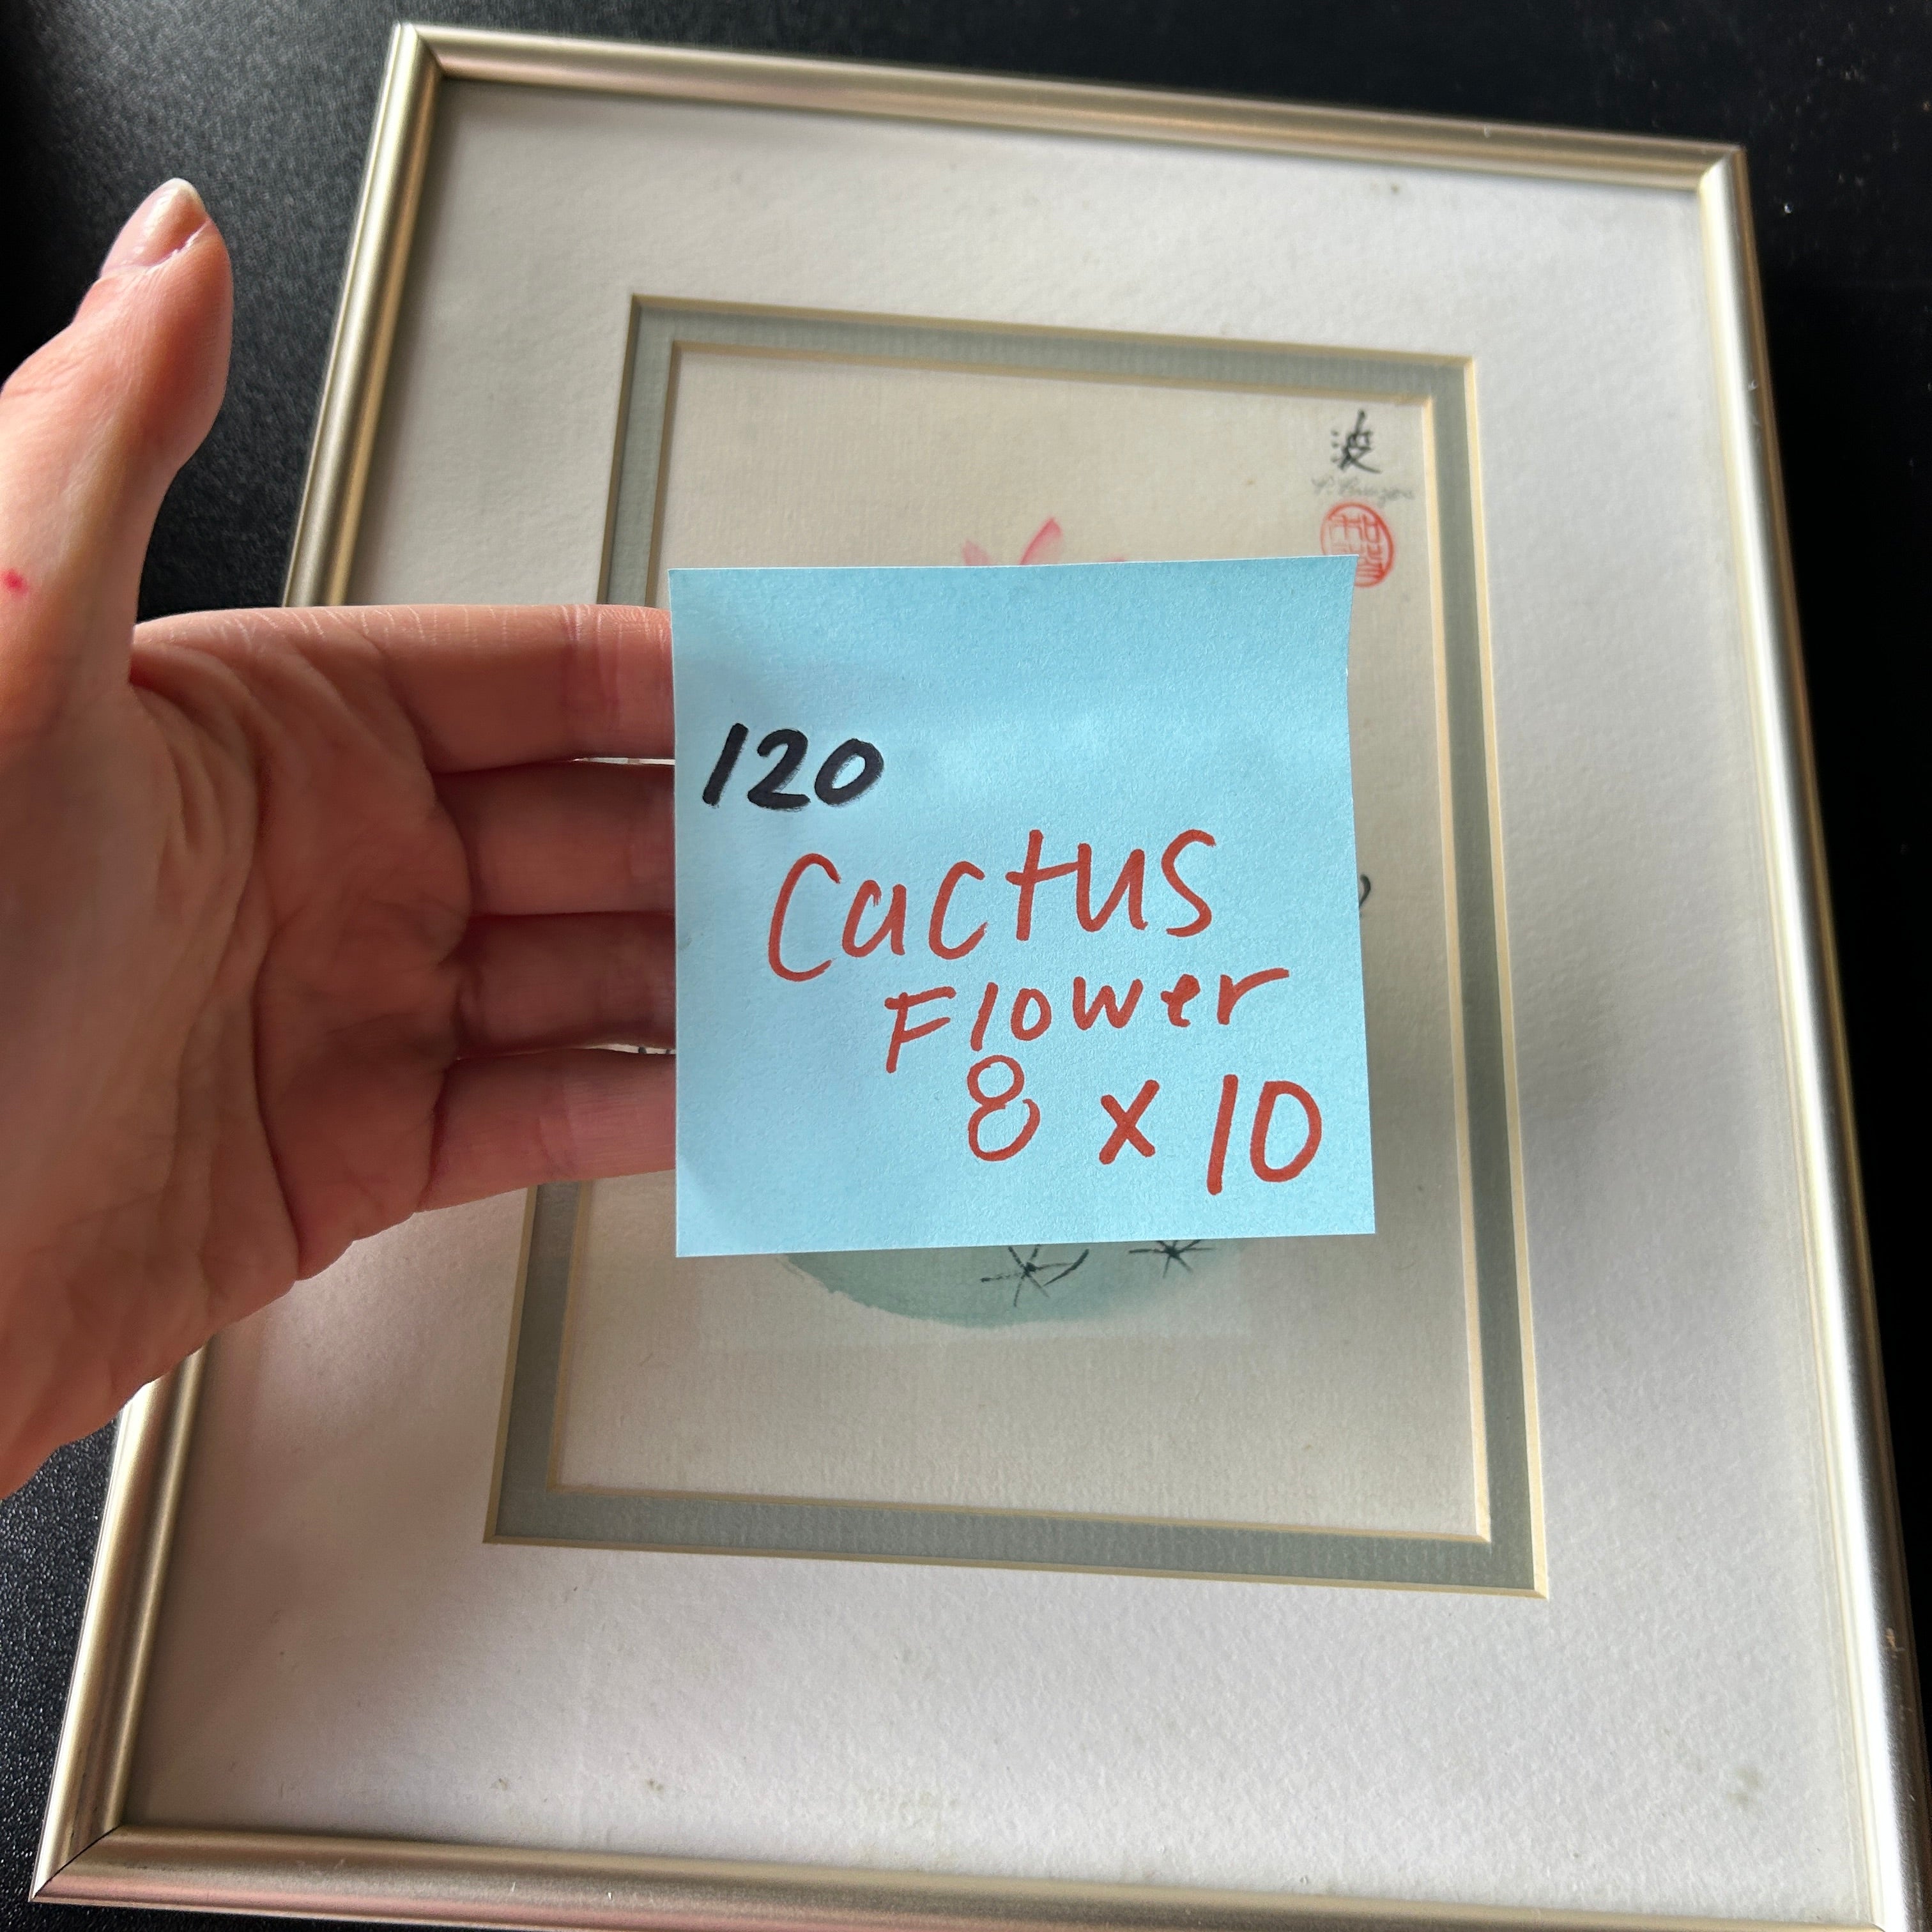 波
120
Cactus
Flower
8 x 10